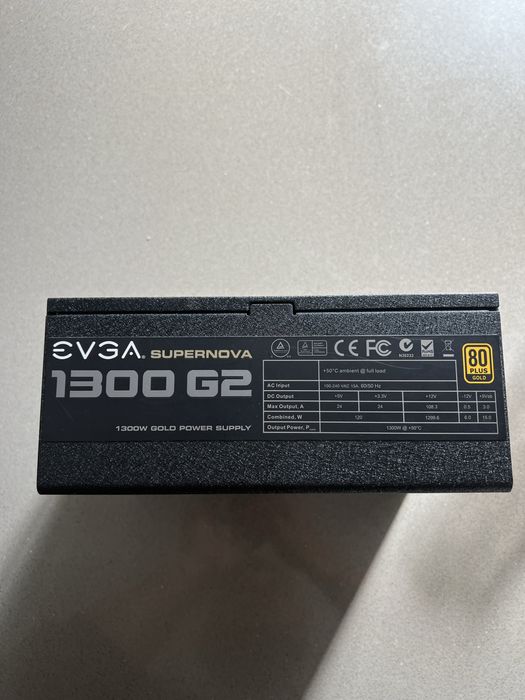 EVGA. SUPERNOVA
1300 G2
1300W GOLD POWER SUPPLY
CE FC
N30232
80
PLUS
GOLD
+50°C ambient @ full load
AC Input 100-240 VAC 15A, 60/50 Hz
DC Output +5V +3.3V +12V -12V +5Vsb
Max Output, A 24 24 108.3 0.5 3.0
Combined, W 120 1299.6 6.0 15.0
Output Power, P 1300W @ +50°C